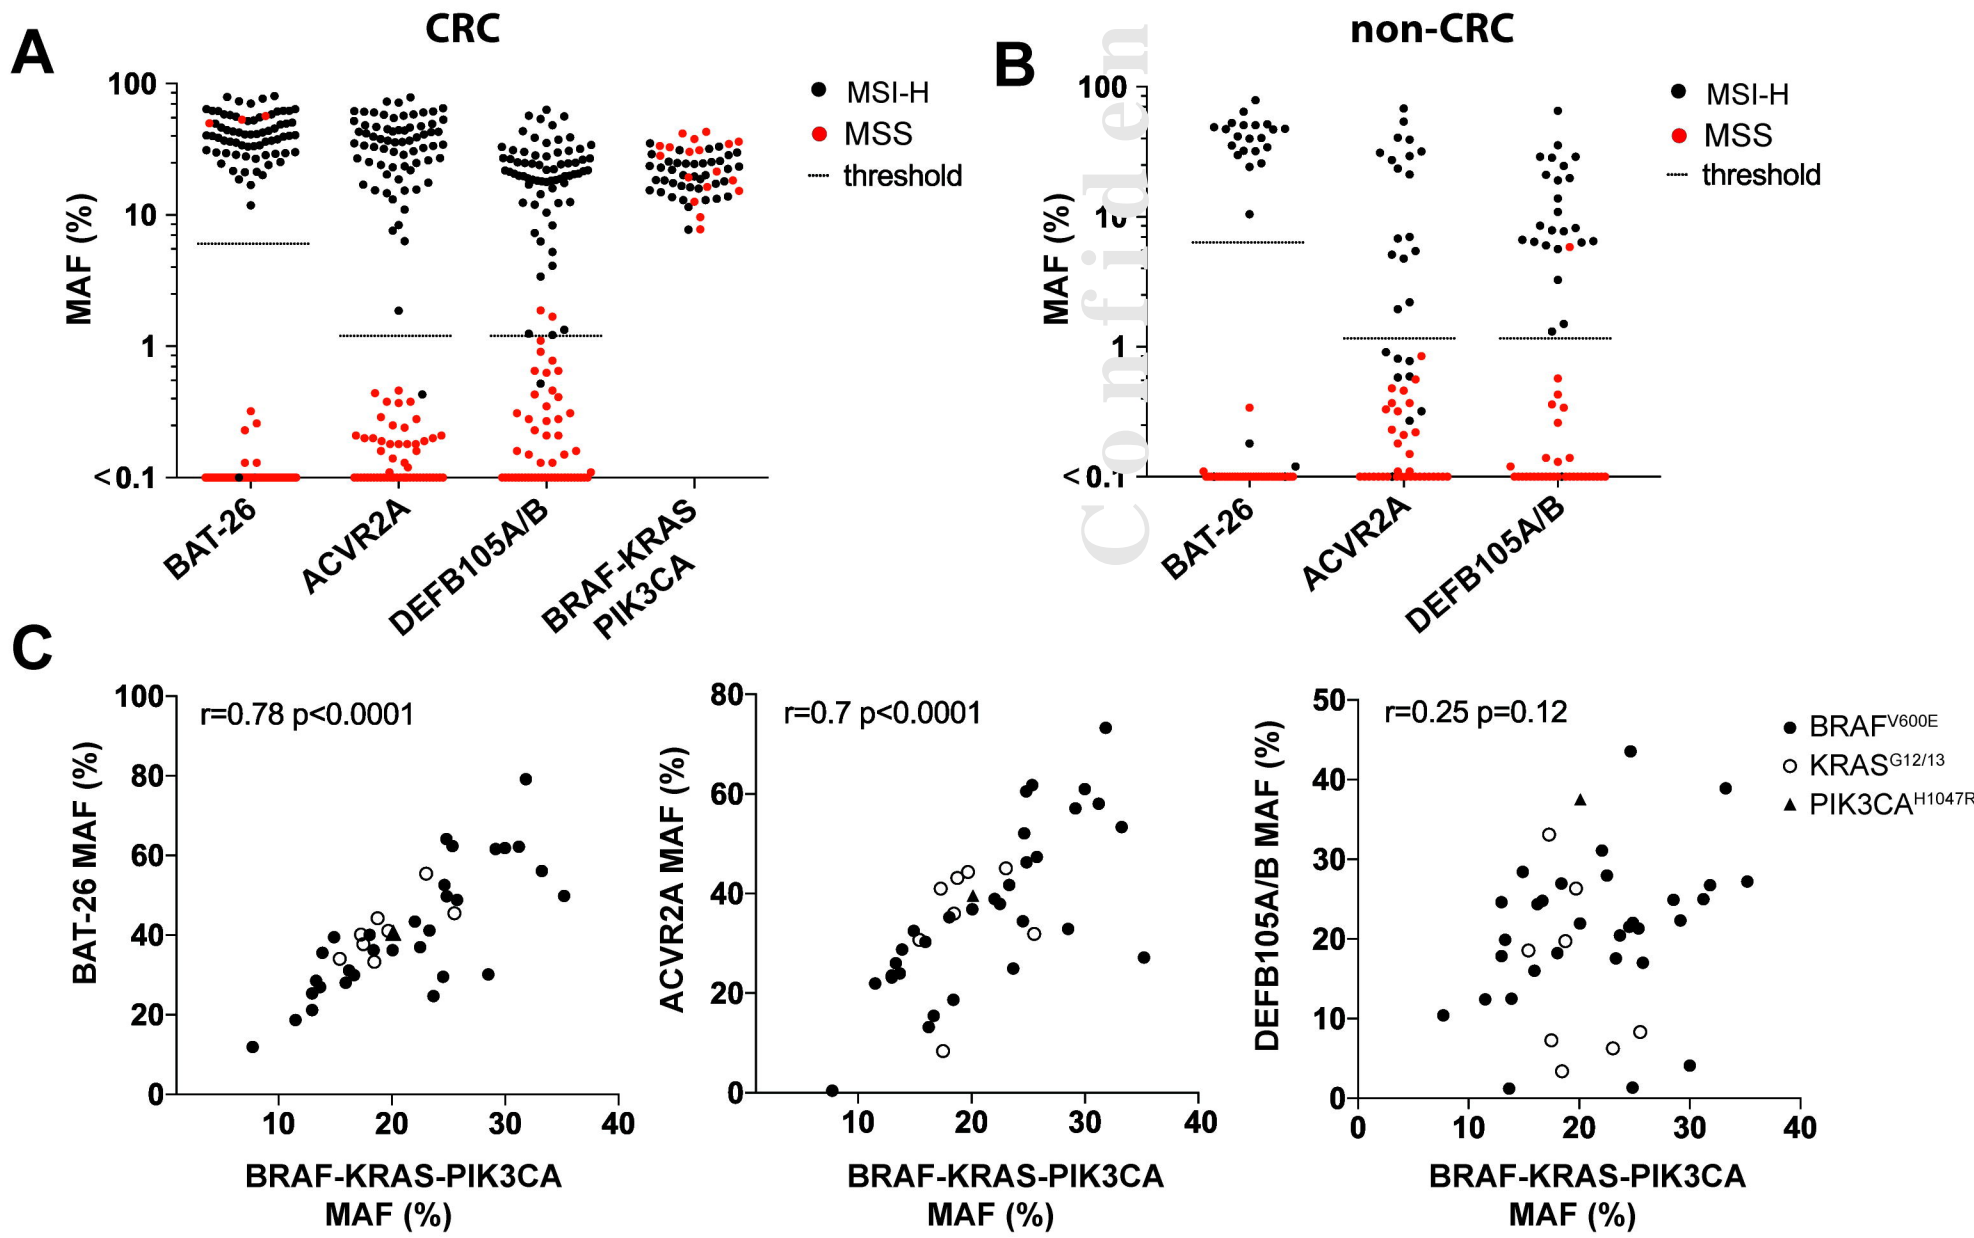 A
CRC
MAF (%)
100
10
1
<0.1
BAT-26
ACVR2A
DEFB105A/B
BRAF-KRAS
PIK3CA
MSI-H
MSS
threshold
B
non-CRC
Confiden
MAF (%)
100
10
1
<0.1
BAT-26
ACVR2A
DEFB105A/B
MSI-H
MSS
threshold
C
r=0.78 p<0.0001
BAT-26 MAF (%)
100
80
60
40
20
0
10 20 30 40
BRAF-KRAS-PIK3CA
MAF (%)
r=0.7 p<0.0001
ACVR2A MAF (%)
80
60
40
20
0
10 20 30 40
BRAF-KRAS-PIK3CA
MAF (%)
r=0.25 p=0.12
DEFB105A/B MAF (%)
50
40
30
20
10
0
0 10 20 30 40
BRAF-KRAS-PIK3CA
MAF (%)
BRAFV600E
KRASG12/13
PIK3CAH1047R